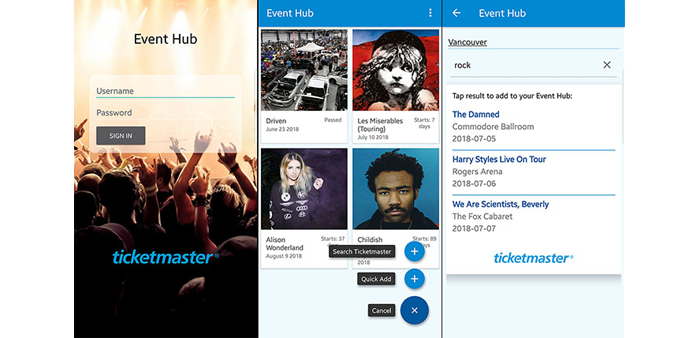 Event Hub
Username
Password
SIGN IN
ticketmaster®
Event Hub
Driven
Passed
June 23 2018
Les Miserables
(Touring)
Starts: 7
days
July 10 2018
Alison
Wonderland
Starts: 37
days
August 9 2018
Childish
Starts: 89
days
2018
Search Ticketmaster
Quick Add
Cancel
Event Hub
Vancouver
rock
Tap result to add to your Event Hub:
The Damned
Commodore Ballroom
2018-07-05
Harry Styles Live On Tour
Rogers Arena
2018-07-06
We Are Scientists, Beverly
The Fox Cabaret
2018-07-07
ticketmaster®